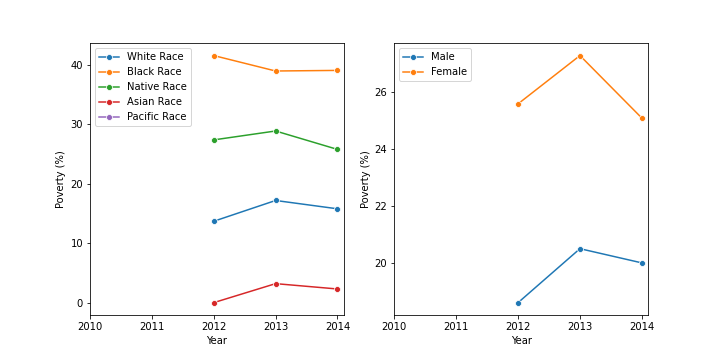 White Race
Black Race
Native Race
Asian Race
Pacific Race
Poverty (%)
40
30
20
10
0
2010 2011 2012 2013 2014
Year
Male
Female
Poverty (%)
26
24
22
20
2010 2011 2012 2013 2014
Year